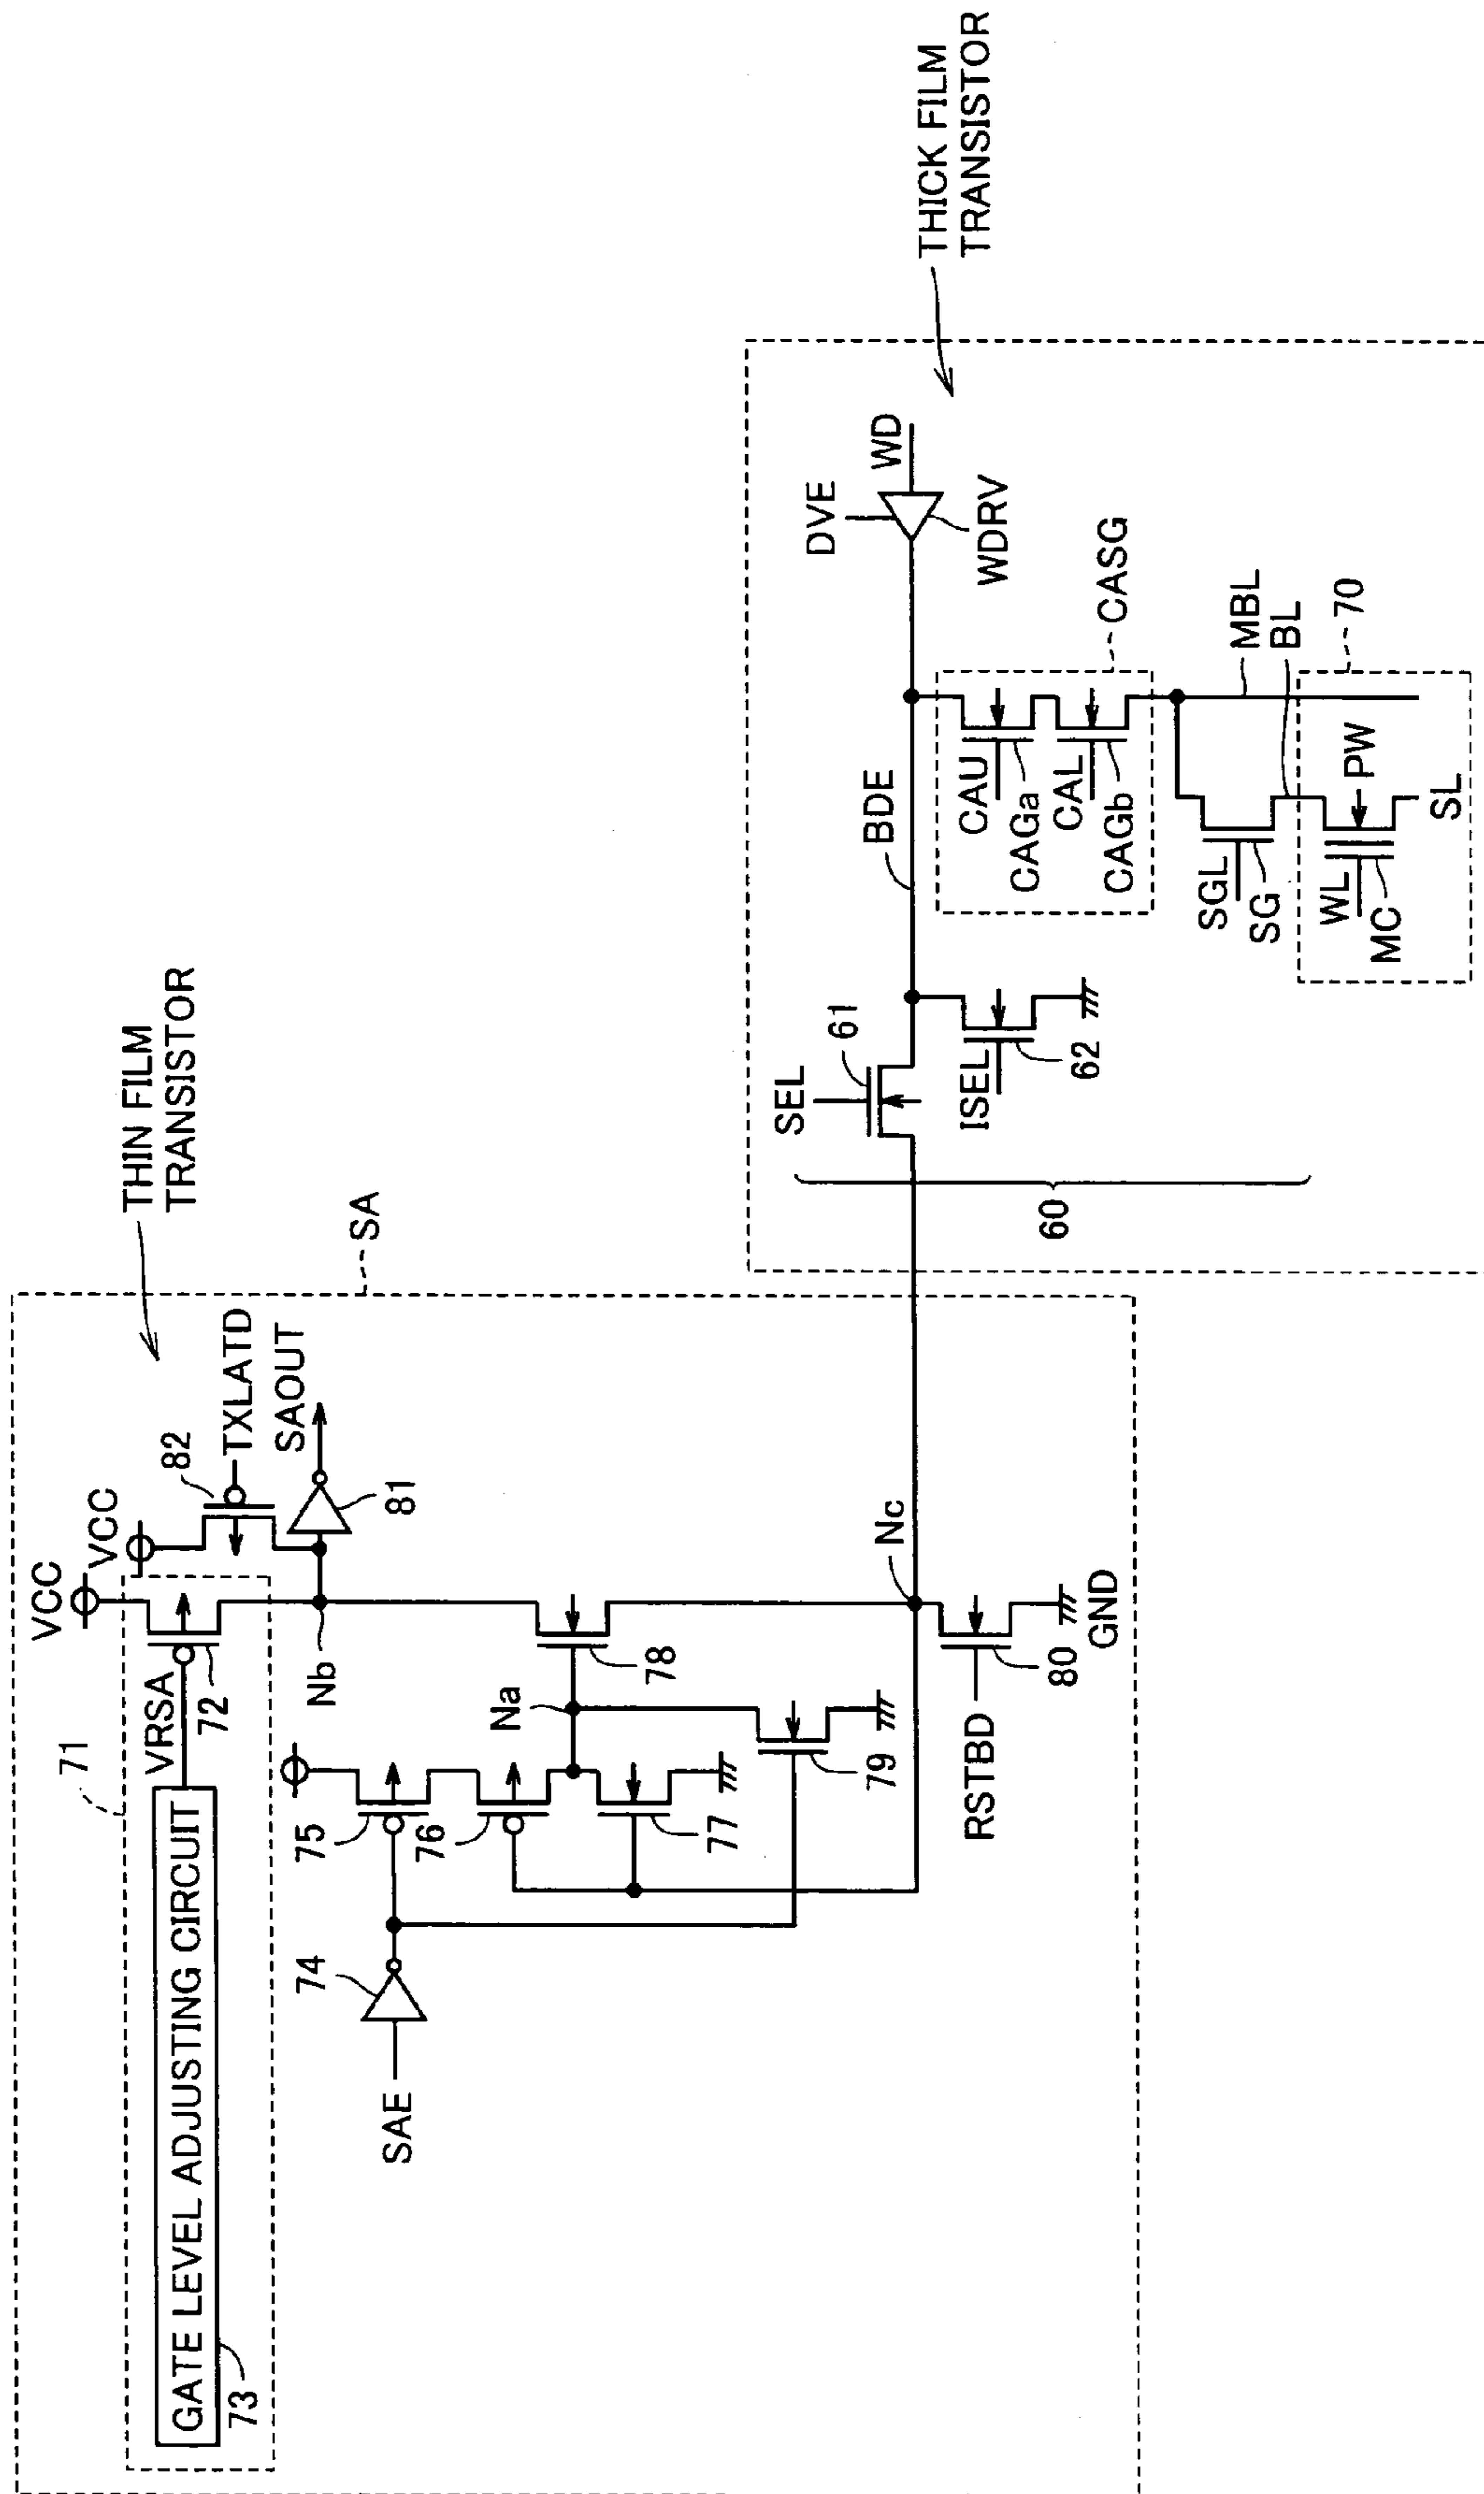 THIN FILM
TRANSISTOR
SA
VCC
VCC
71
VRSA
72
82
TXLATD
GATE LEVEL ADJUSTING CIRCUIT
73
SAOUT
81
Nb
74
SAE
75
76
77
Na
78
79
Nc
RSTBD
80
GND
THICK FILM
TRANSISTOR
SEL
61
DVE
WD
WDRV
BDE
ISEL
62
60
CAU
CAGa
CAL
CAGb
CASG
MBL
BL
SGL
SG
70
WL
MC
PW
SL